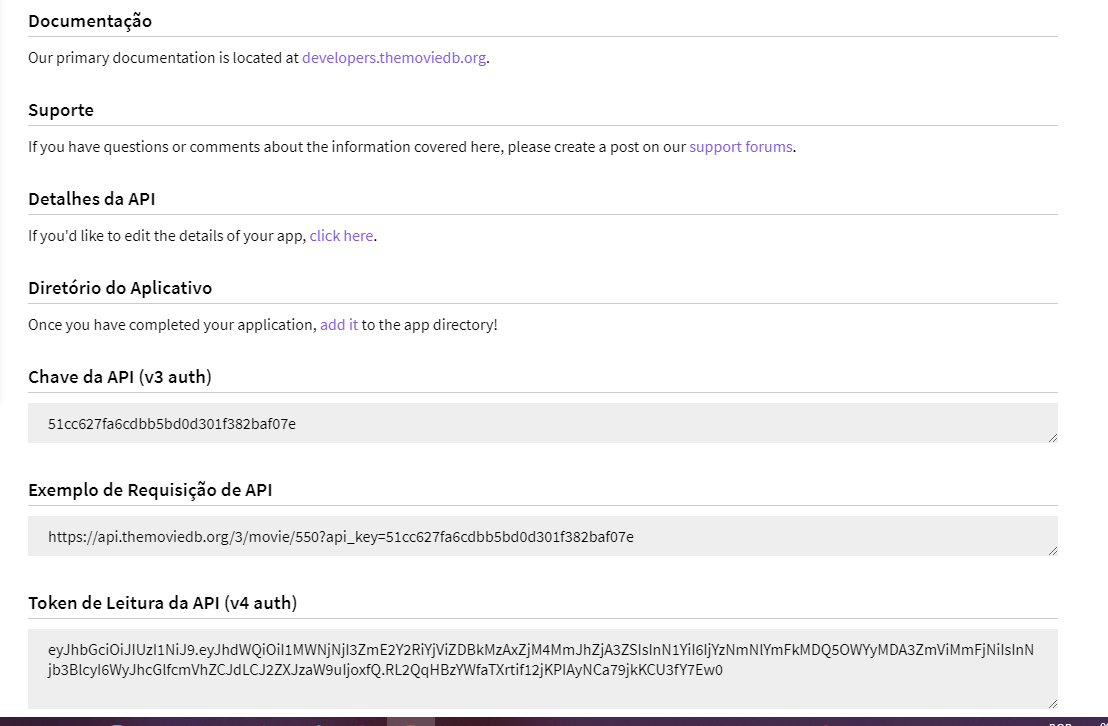 Documentação
Our primary documentation is located at developers.themoviedb.org.
Suporte
If you have questions or comments about the information covered here, please create a post on our support forums.
Detalhes da API
If you'd like to edit the details of your app, click here.
Diretório do Aplicativo
Once you have completed your application, add it to the app directory!
Chave da API (v3 auth)
51cc627fa6cdbb5bd0d301f382baf07e
Exemplo de Requisição de API
https://api.themoviedb.org/3/movie/550?api_key=51cc627fa6cdbb5bd0d301f382baf07e
Token de Leitura da API (v4 auth)
eyJhbGciOiJIUzI1NiJ9.eyJhdWQiOiI1MWNjNjI3ZmE2Y2RiYjViZDBkMzAxZjM4MmJhZjA3ZSIsInN1YiI6IjYzNmNlYmFkMDQ5OWYyMDA3ZmViMmFjNiIsInN
jb3BlcyI6WyJhcGlfcmVhZCJdLCJ2ZXJzaW9uIjoxfQ.RL2QqHBzYWfaTXrtif12jKPIAyNCa79jkKCU3fY7Ew0